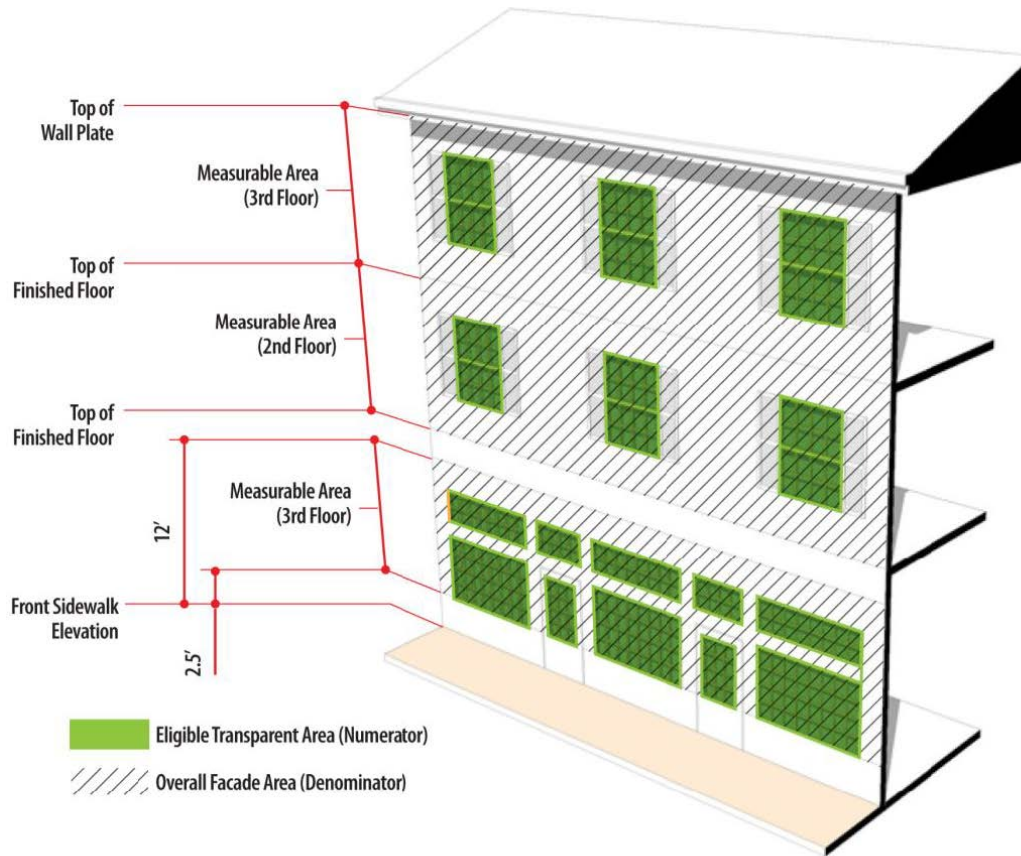 Top of
Wall Plate
Measurable Area
(3rd Floor)
Top of
Finished Floor
Measurable Area
(2nd Floor)
Top of
Finished Floor
Measurable Area
(3rd Floor)
12'
Front Sidewalk
Elevation
2.5'
Eligible Transparent Area (Numerator)
Overall Facade Area (Denominator)